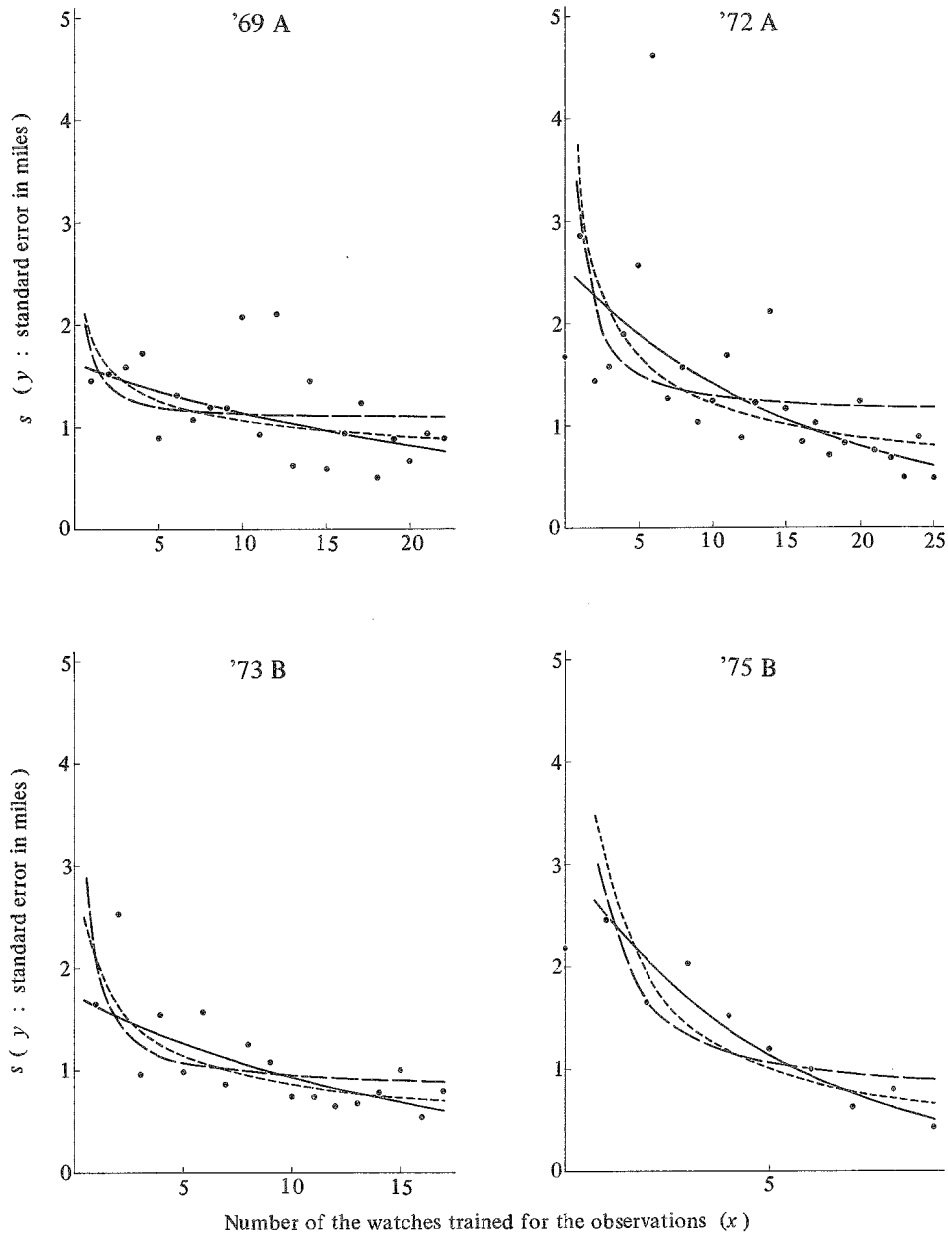 '69 A
5
4
3
2
1
0
5 10 15 20
s ( y : standard error in miles )
'72 A
5
4
3
2
1
0
5 10 15 20 25
'73 B
5
4
3
2
1
0
5 10 15
s ( y : standard error in miles )
'75 B
5
4
3
2
1
0
5
Number of the watches trained for the observations (x)